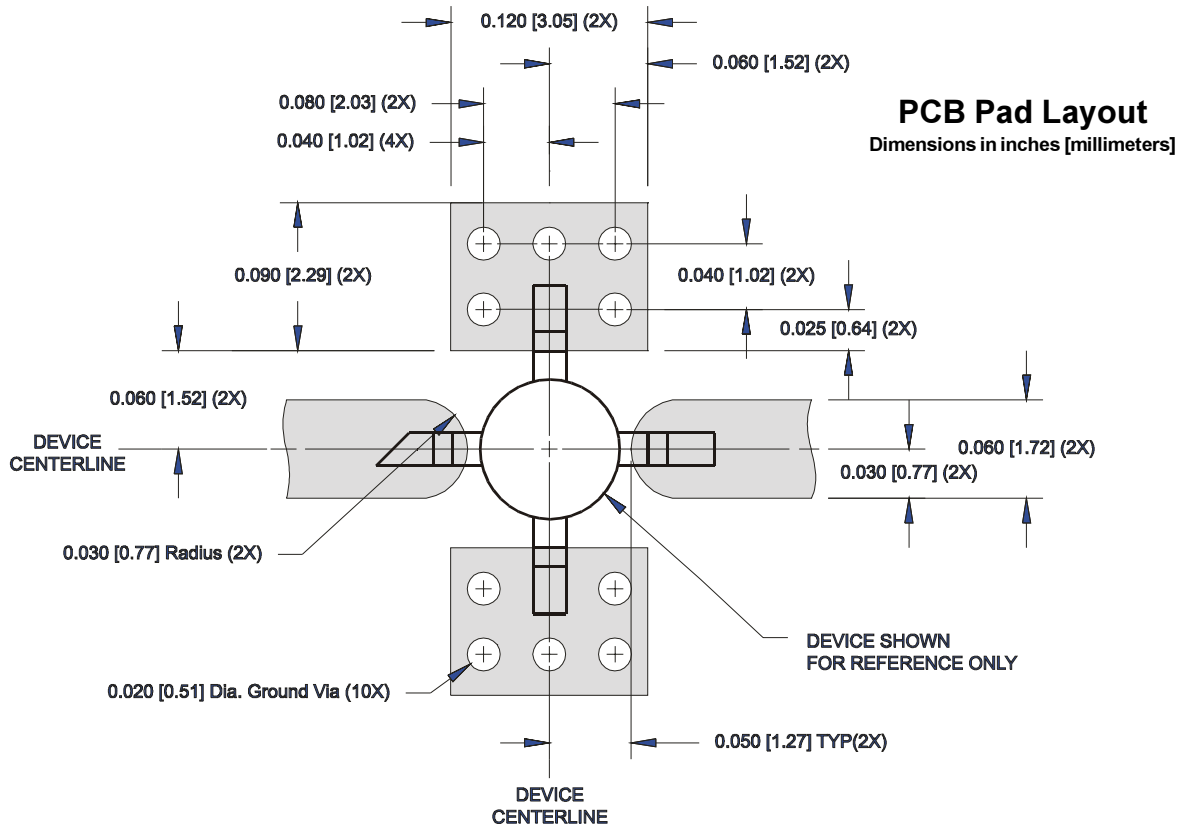 0.120 [3.05] (2X)
0.060 [1.52] (2X)
0.080 [2.03] (2X)
0.040 [1.02] (4X)
PCB Pad Layout
Dimensions in inches [millimeters]
0.090 [2.29] (2X)
0.040 [1.02] (2X)
0.025 [0.64] (2X)
0.060 [1.52] (2X)
DEVICE
CENTERLINE
0.060 [1.72] (2X)
0.030 [0.77] (2X)
0.030 [0.77] Radius (2X)
DEVICE SHOWN
FOR REFERENCE ONLY
0.020 [0.51] Dia. Ground Via (10X)
0.050 [1.27] TYP(2X)
DEVICE
CENTERLINE